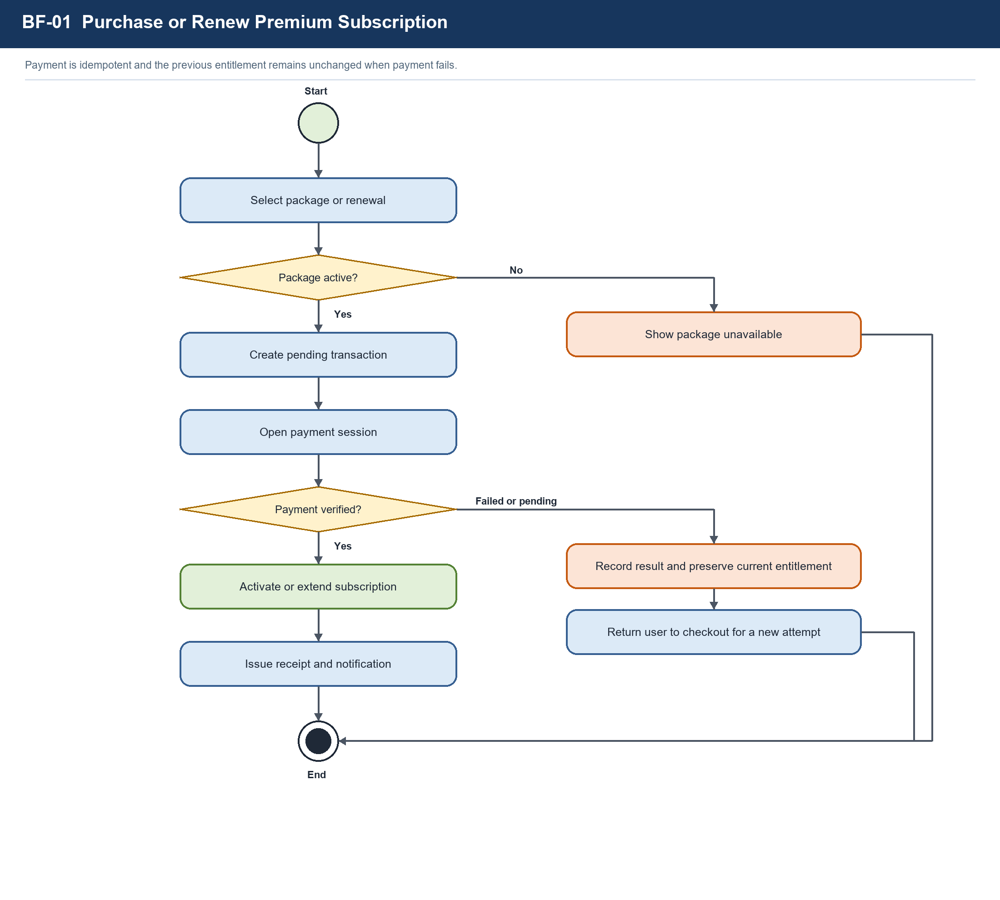 BF-01 Purchase or Renew Premium Subscription
Payment is idempotent and the previous entitlement remains unchanged when payment fails.
Start
Select package or renewal
Package active?
No
Yes
Show package unavailable
Create pending transaction
Open payment session
Payment verified?
Failed or pending
Yes
Record result and preserve current entitlement
Activate or extend subscription
Return user to checkout for a new attempt
Issue receipt and notification
End